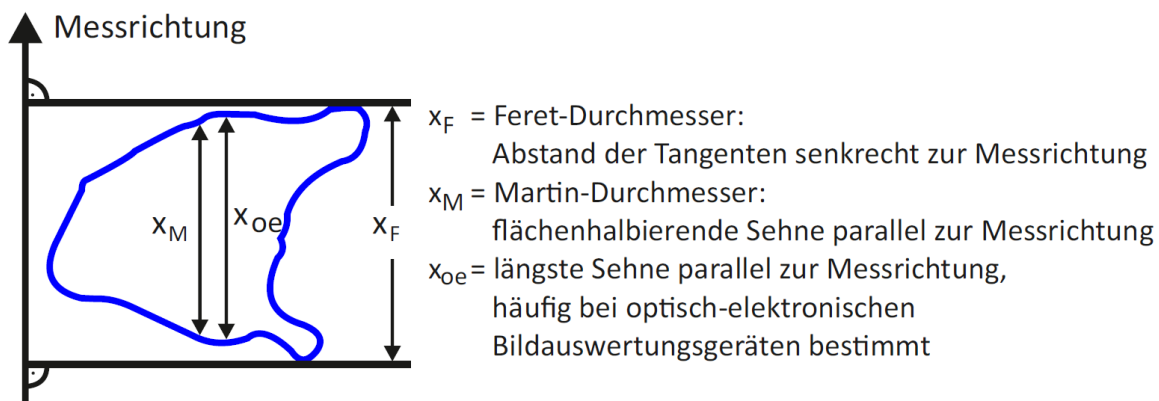 Messrichtung
x_M
x_oe
x_F
x_F = Feret-Durchmesser:
Abstand der Tangenten senkrecht zur Messrichtung
x_M = Martin-Durchmesser:
flächenhalbierende Sehne parallel zur Messrichtung
x_oe = längste Sehne parallel zur Messrichtung,
häufig bei optisch-elektronischen
Bildauswertungsgeräten bestimmt